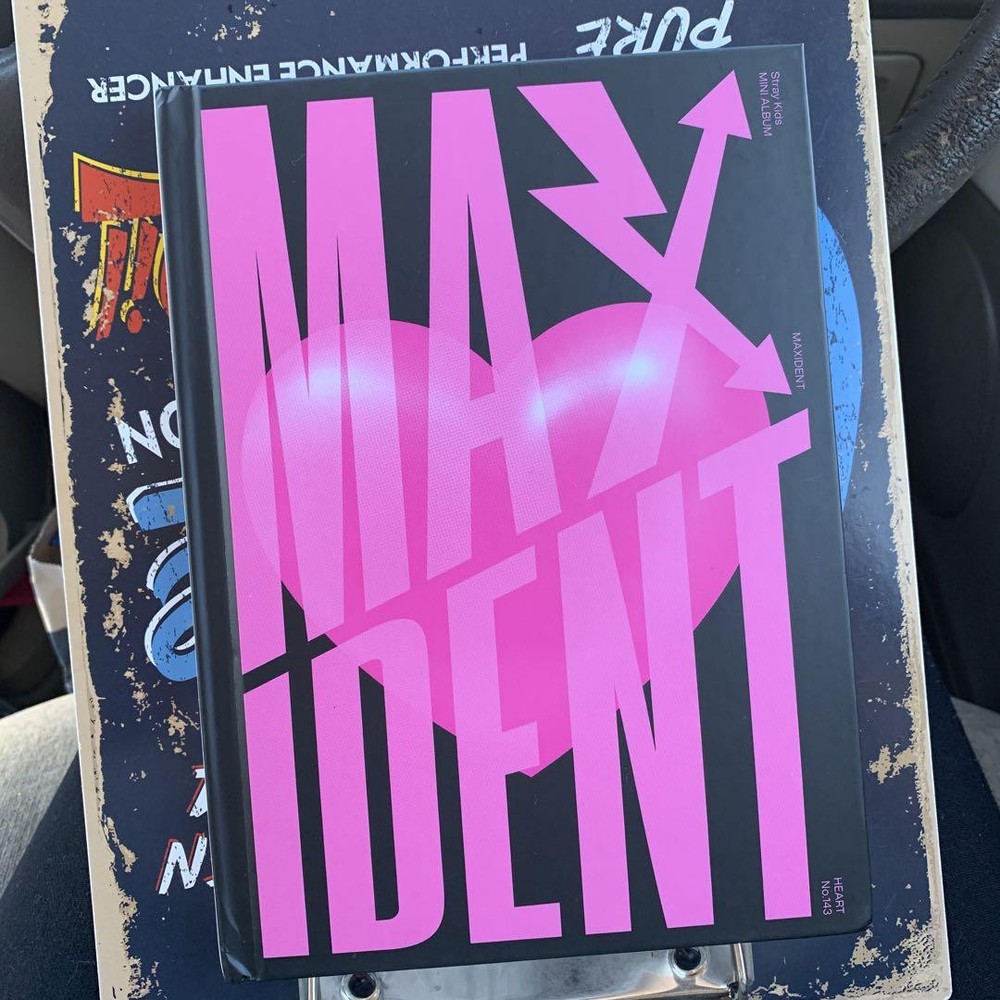 PURE
PERFORMANCE ENHANCER
MAX
IDENT
Stray Kids
MINI ALBUM
MAXIDENT
HEART
No.143